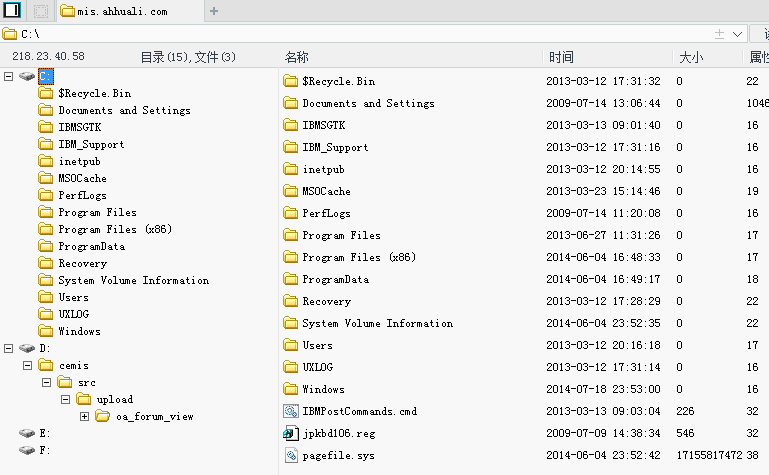 mis.ahhuali.com
C:\
218.23.40.58 目录(15),文件(3) 名称 时间 大小 属性
C:
$Recycle.Bin
Documents and Settings
IBMSGTK
IBM_Support
inetpub
MSOCache
PerfLogs
Program Files
Program Files (x86)
ProgramData
Recovery
System Volume Information
Users
UXLOG
Windows
D:
cemis
src
upload
oa_forum_view
E:
F:
$Recycle.Bin 2013-03-12 17:31:32 0 22
Documents and Settings 2009-07-14 13:06:44 0 1046
IBMSGTK 2013-03-13 09:01:40 0 16
IBM_Support 2013-03-12 17:31:16 0 16
inetpub 2013-03-12 20:14:55 0 16
MSOCache 2013-03-23 15:14:46 0 19
PerfLogs 2009-07-14 11:20:08 0 16
Program Files 2013-06-27 11:31:26 0 17
Program Files (x86) 2014-06-04 16:48:33 0 17
ProgramData 2014-06-04 16:49:17 0 18
Recovery 2013-03-12 17:28:29 0 22
System Volume Information 2014-06-04 23:52:35 0 22
Users 2013-03-12 20:16:18 0 17
UXLOG 2013-03-12 17:31:14 0 16
Windows 2014-07-18 23:53:00 0 16
IBMPostCommands.cmd 2013-03-13 09:03:04 226 32
jpkbd106.reg 2009-07-09 14:38:34 546 32
pagefile.sys 2014-06-04 23:52:42 17155817472 38